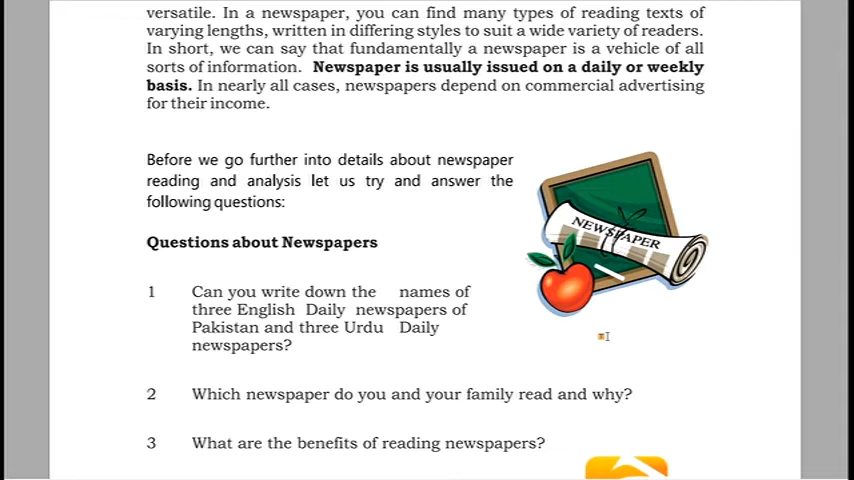 versatile. In a newspaper, you can find many types of reading texts of
varying lengths, written in differing styles to suit a wide variety of readers.
In short, we can say that fundamentally a newspaper is a vehicle of all
sorts of information. Newspaper is usually issued on a daily or weekly
basis. In nearly all cases, newspapers depend on commercial advertising
for their income.
Before we go further into details about newspaper
reading and analysis let us try and answer the
following questions:
NEWSPAPER
Questions about Newspapers
1 Can you write down the names of
three English Daily newspapers of
Pakistan and three Urdu Daily
newspapers?
2 Which newspaper do you and your family read and why?
3 What are the benefits of reading newspapers?